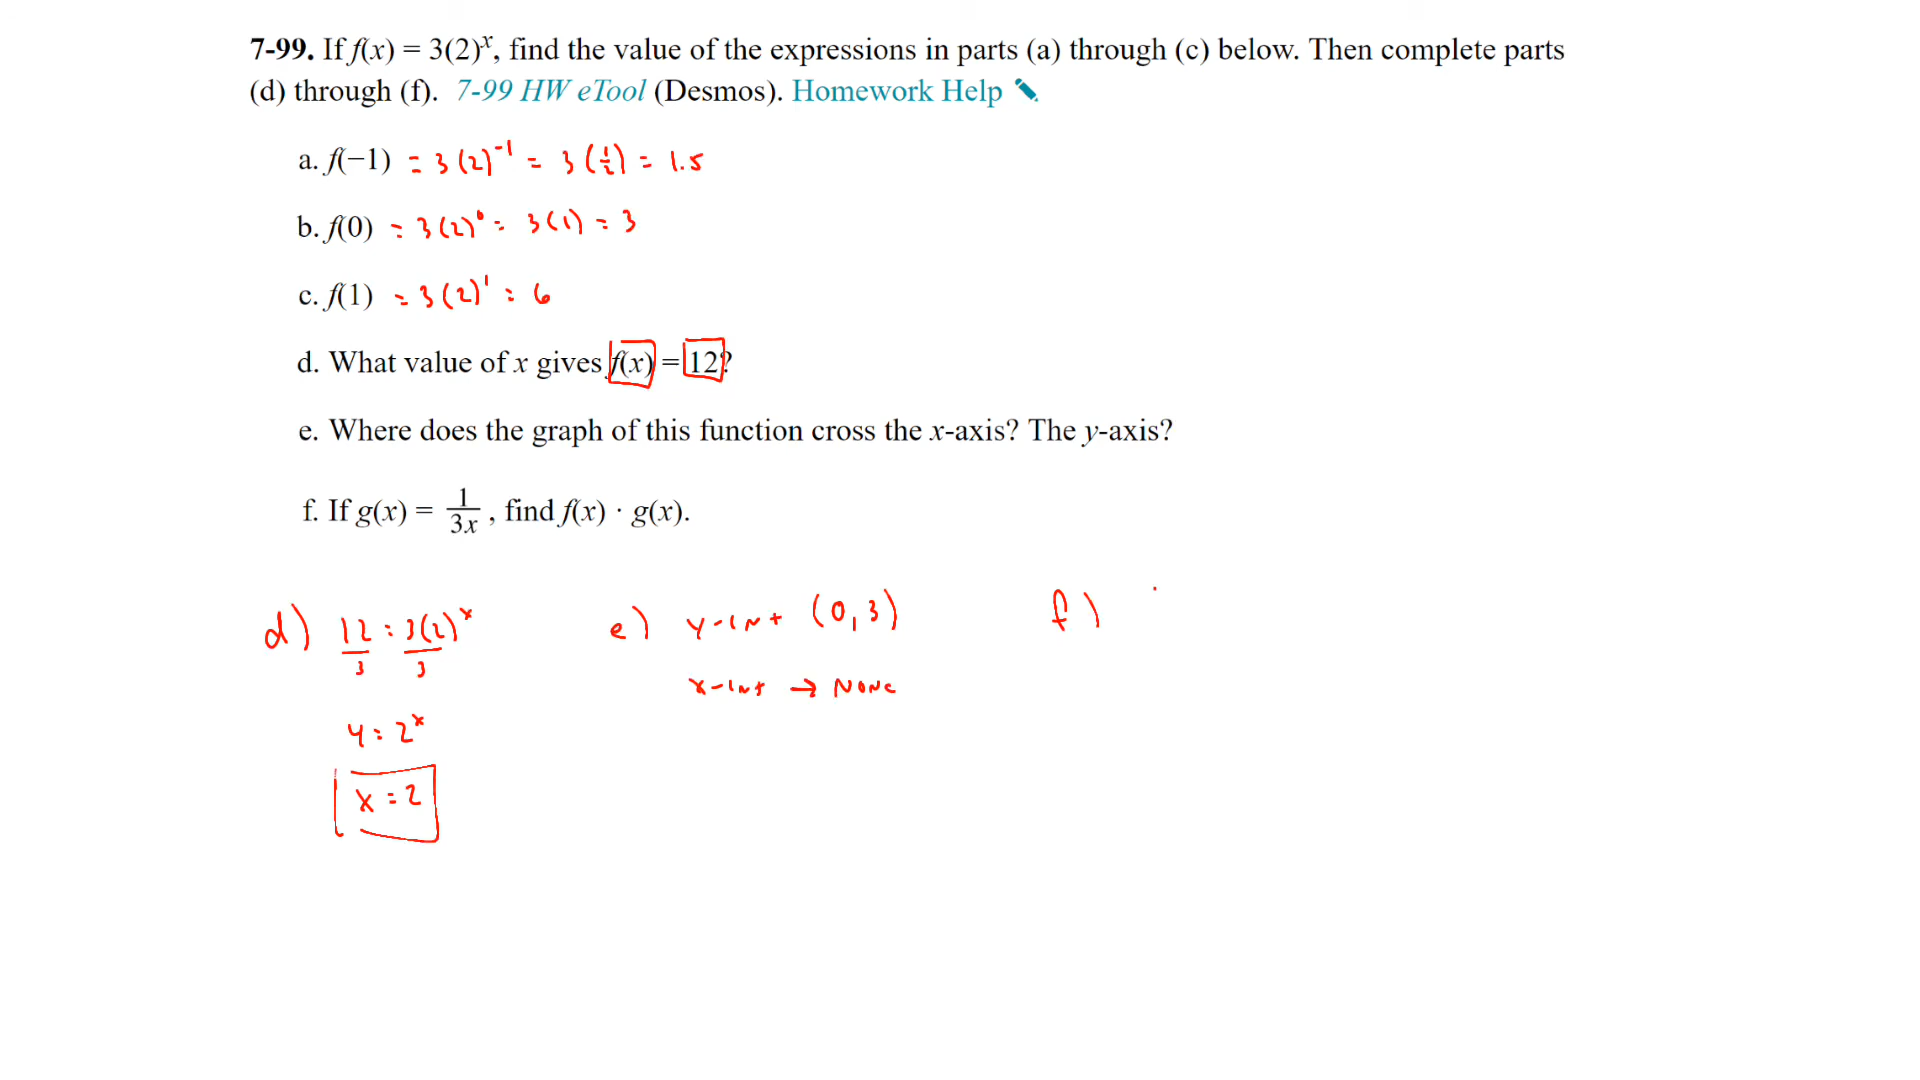 7-99. If f(x) = 3(2)^x, find the value of the expressions in parts (a) through (c) below. Then complete parts
(d) through (f). 7-99 HW eTool (Desmos). Homework Help ✎
a. f(−1) = 3(2)^-1 = 3(1/2) = 1.5
b. f(0) = 3(2)^0 = 3(1) = 3
c. f(1) = 3(2)^1 = 6
d. What value of x gives f(x) = 12?
e. Where does the graph of this function cross the x-axis? The y-axis?
f. If g(x) = 1/3x, find f(x) · g(x).
d) 12/3 = 3(2)^x/3
4 = 2^x
x = 2
e) y-int (0, 3)
x-int → None
f)